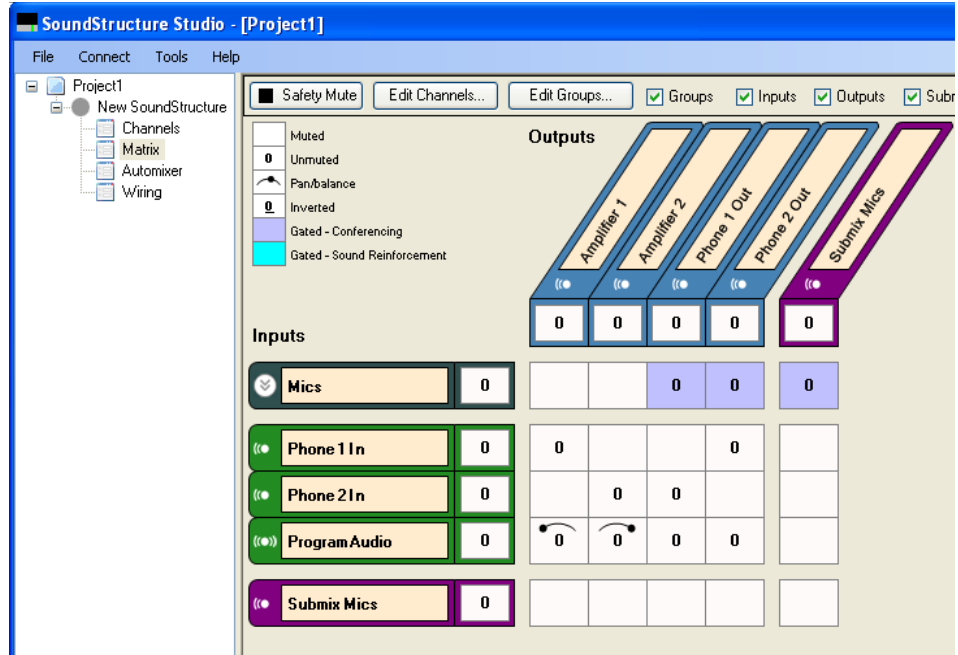 SoundStructure Studio - [Project1]
File Connect Tools Help
Project1
New SoundStructure
Channels
Matrix
Automixer
Wiring
Safety Mute Edit Channels... Edit Groups... Groups Inputs Outputs Subm
Muted
0 Unmuted
Pan/balance
0 Inverted
Gated - Conferencing
Gated - Sound Reinforcement
Outputs
Amplifier 1
Amplifier 2
Phone 1 Out
Phone 2 Out
Submix Mics
0 0 0 0 0
Inputs
Mics 0 0 0 0
Phone 1 In 0 0 0
Phone 2 In 0 0 0
Program Audio 0 0 0 0 0
Submix Mics 0